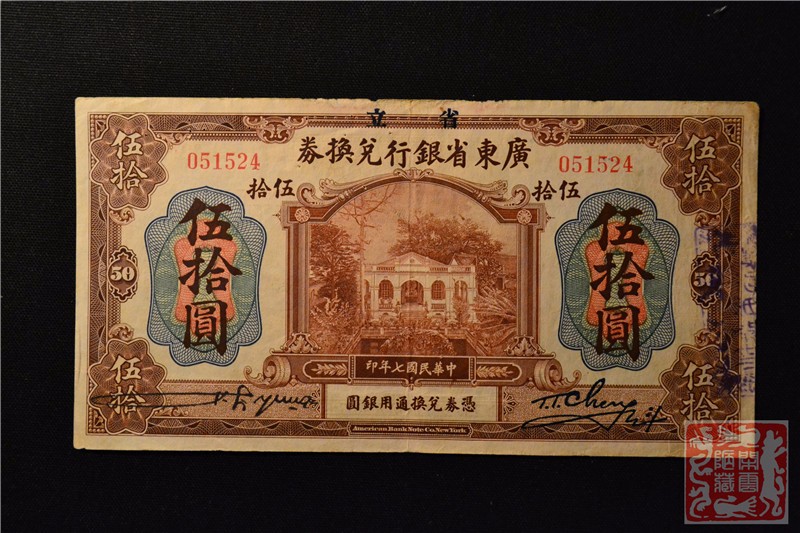 立 省
伍拾
券換兌行銀省東廣
伍拾
051524
051524
拾伍
拾伍
伍拾圓
伍拾圓
50
50
印年七國民華中
伍拾
圓銀用通換兌券憑
伍拾
T.T. Chen
American Bank Note Co. New York.